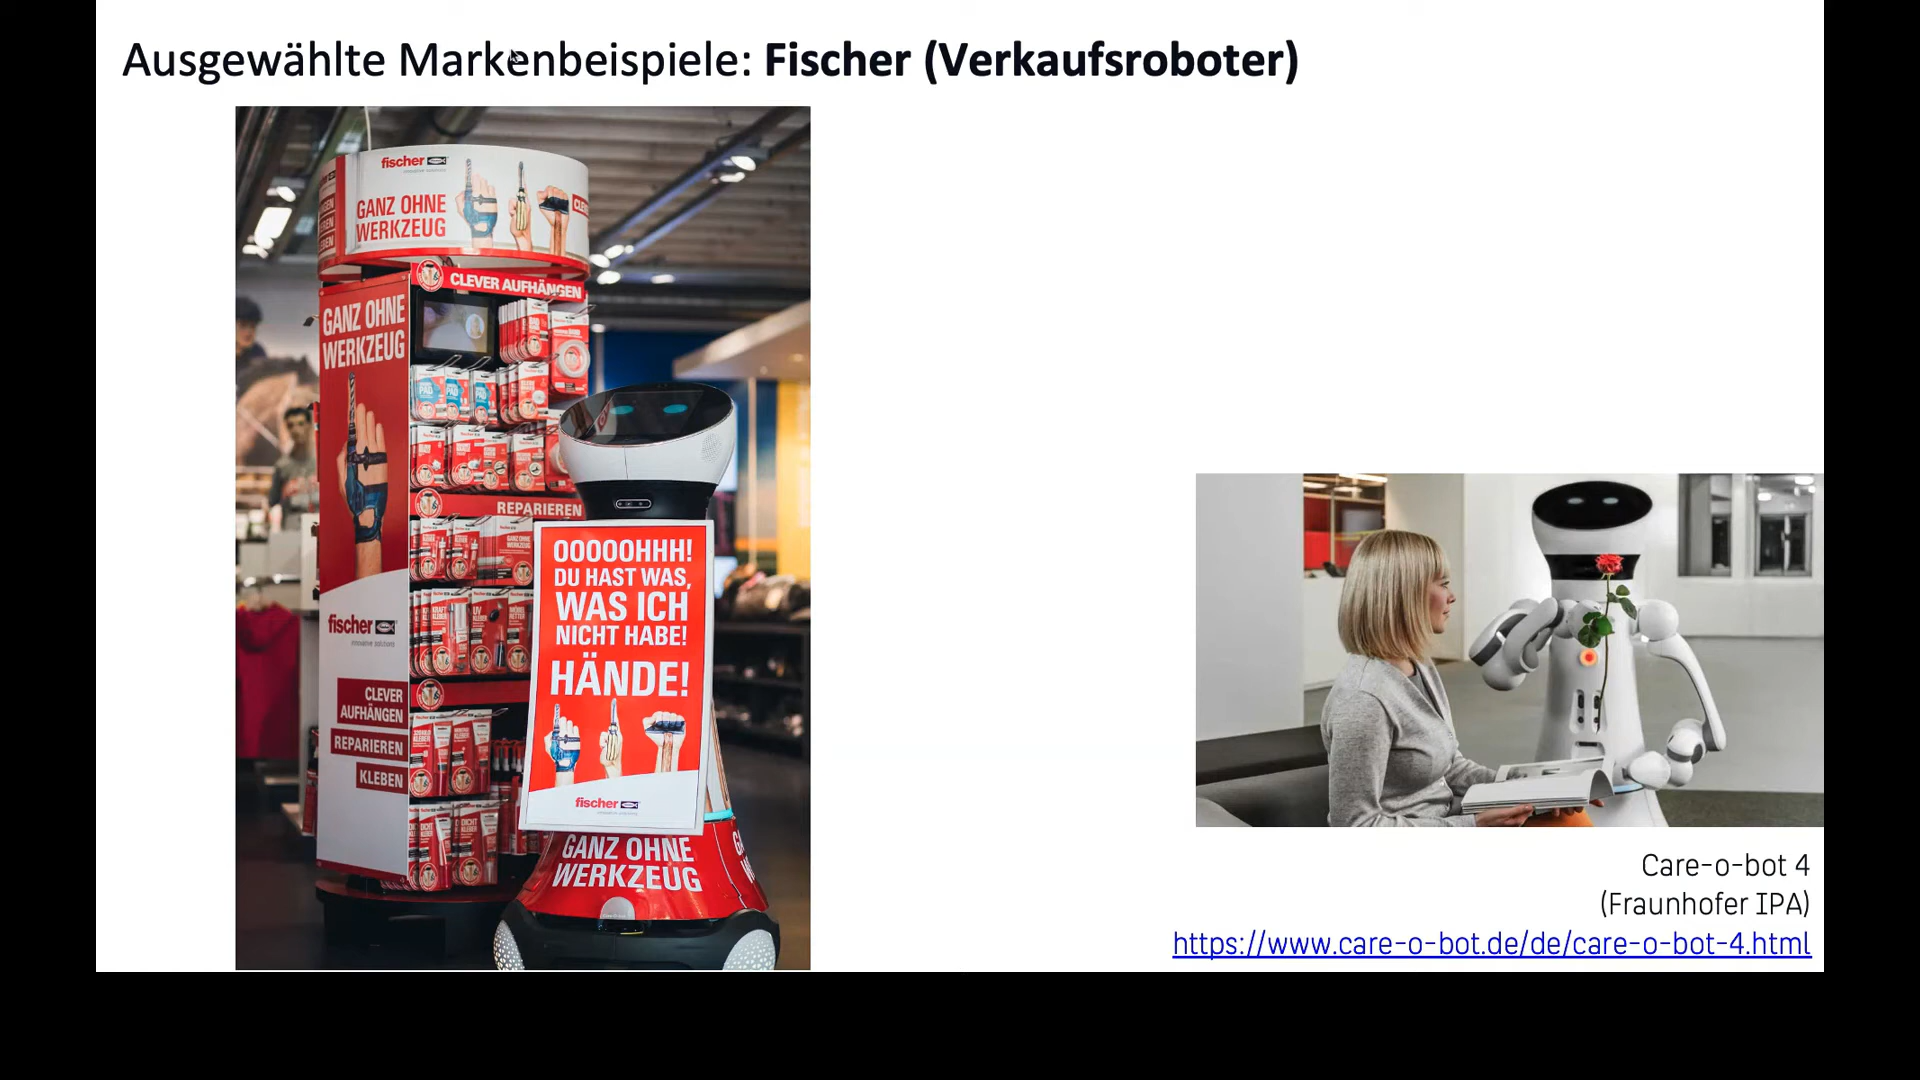 Ausgewählte Markenbeispiele: Fischer (Verkaufsroboter)
fischer
GANZ OHNE
WERKZEUG
CLEVER AUFHÄNGEN
GANZ OHNE
WERKZEUG
REPARIEREN
fischer
innovative solutions
CLEVER
AUFHÄNGEN
REPARIEREN
KLEBEN
OOOOOHHH!
DU HAST WAS,
WAS ICH
NICHT HABE!
HÄNDE!
fischer
GANZ OHNE
WERKZEUG
Care-o-bot 4
(Fraunhofer IPA)
https://www.care-o-bot.de/de/care-o-bot-4.html